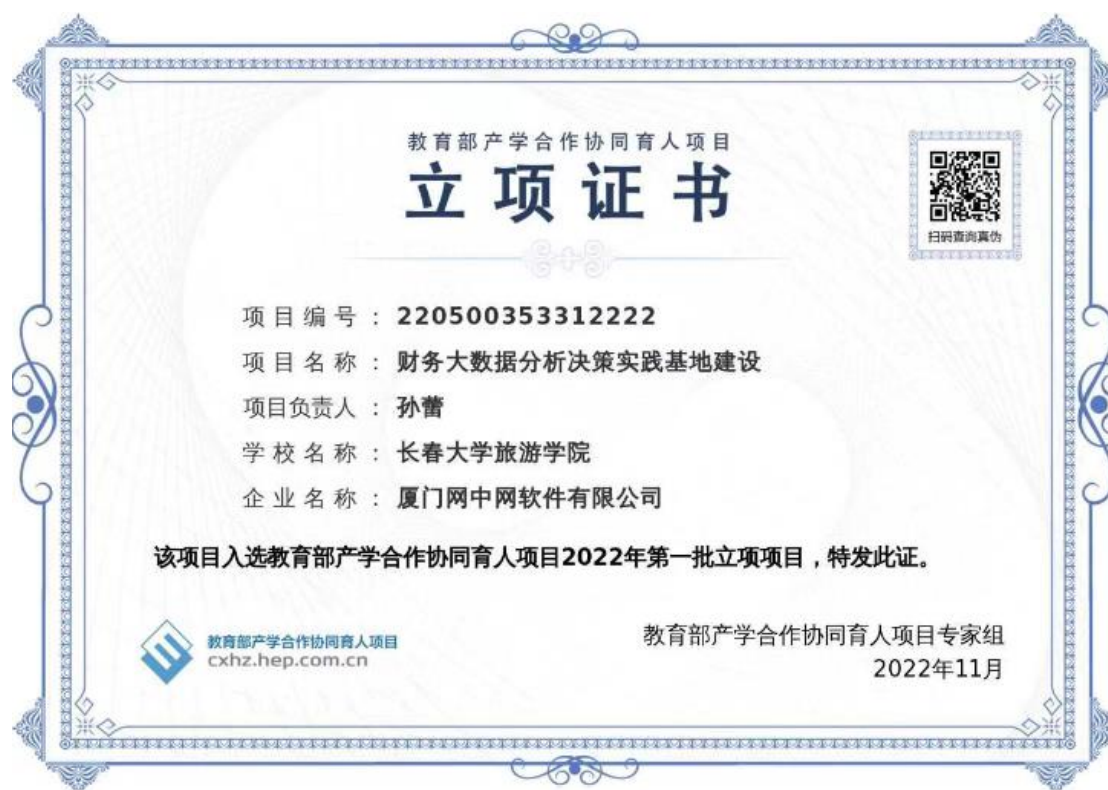 教育部产学合作协同育人项目
立项证书
扫码查询真伪
项目编号：220500353312222
项目名称：财务大数据分析决策实践基地建设
项目负责人：孙蕾
学校名称：长春大学旅游学院
企业名称：厦门网中网软件有限公司
该项目入选教育部产学合作协同育人项目2022年第一批立项项目，特发此证。
教育部产学合作协同育人项目
cxhz.hep.com.cn
教育部产学合作协同育人项目专家组
2022年11月